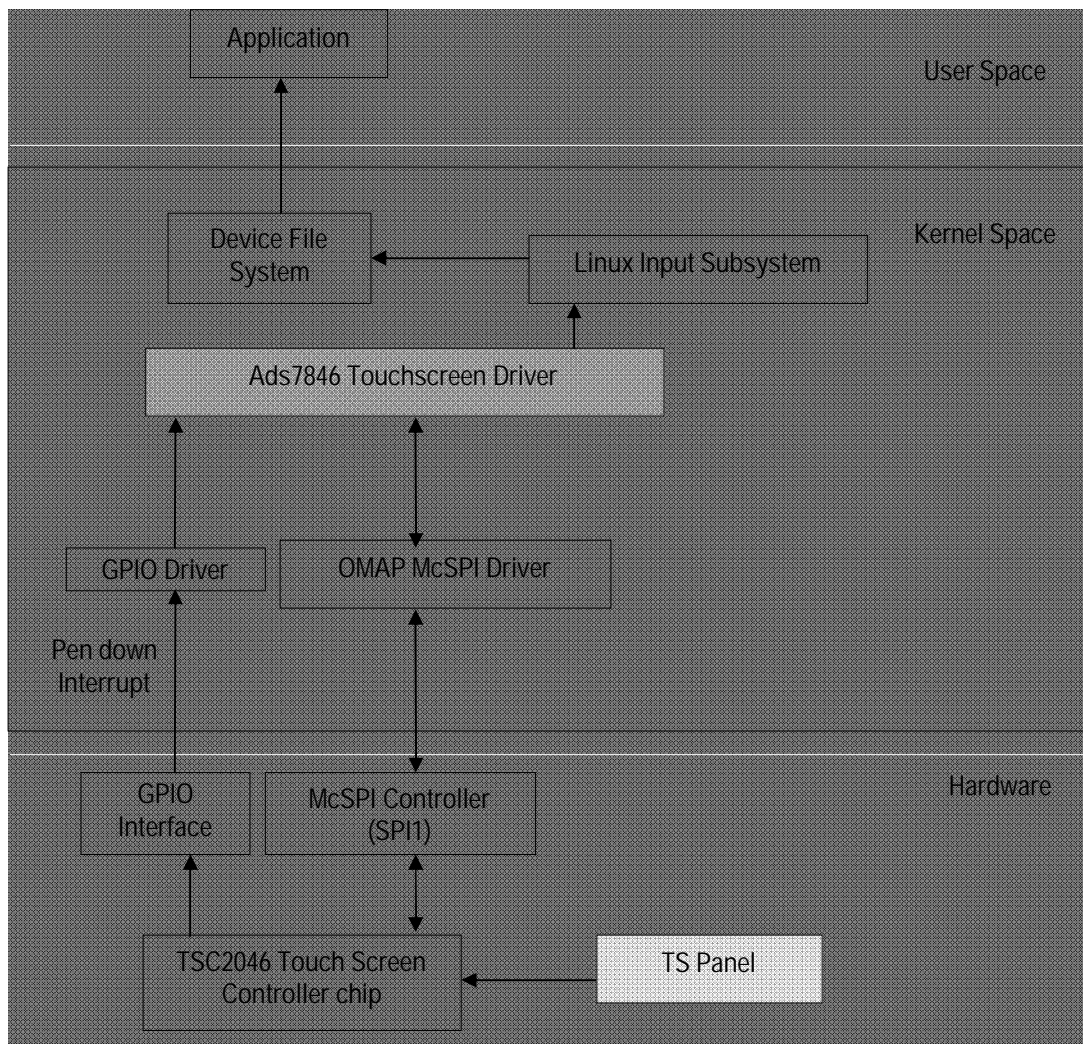 Application
User Space
Device File
System
Linux Input Subsystem
Kernel Space
Ads7846 Touchscreen Driver
GPIO Driver
OMAP McSPI Driver
Pen down
Interrupt
GPIO
Interface
McSPI Controller
(SPI1)
Hardware
TSC2046 Touch Screen
Controller chip
TS Panel